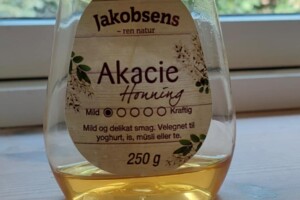 Jakobsens
– ren natur
Akacie
Honning
Mild Kraftig
Mild og delikat smag. Velegnet til
yoghurt, is, müsli eller te.
250 g